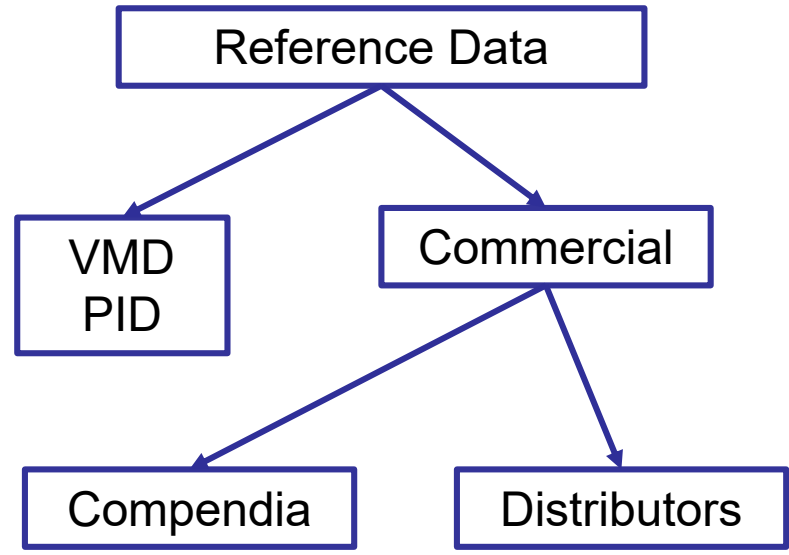 Reference Data
VMD
PID
Commercial
Compendia
Distributors